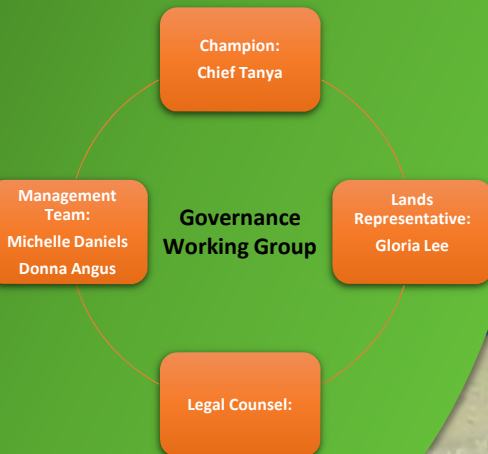 Champion:
Chief Tanya
Management
Team:
Michelle Daniels
Donna Angus
Governance
Working Group
Lands
Representative:
Gloria Lee
Legal Counsel: